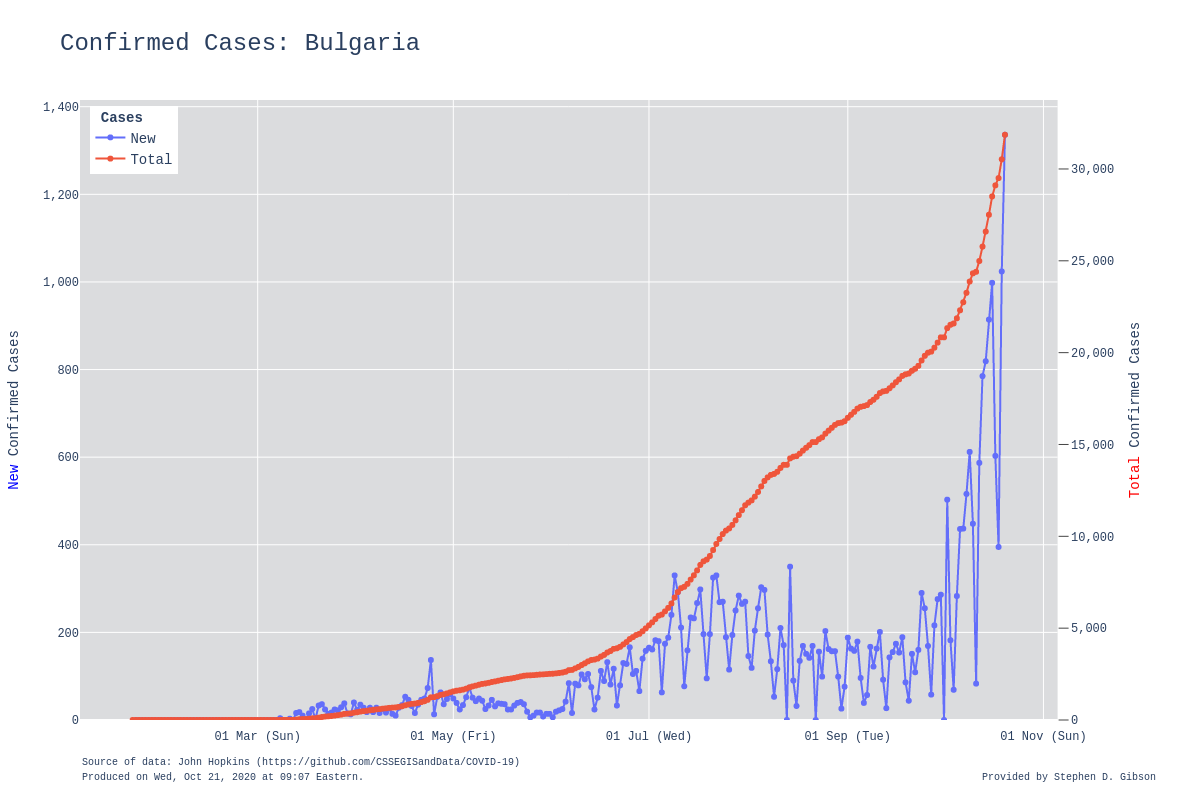 Confirmed Cases: Bulgaria
Cases
New
Total
1,400
1,200
1,000
800
600
400
200
0
New Confirmed Cases
30,000
25,000
20,000
15,000
10,000
5,000
0
Total Confirmed Cases
01 Mar (Sun)
01 May (Fri)
01 Jul (Wed)
01 Sep (Tue)
01 Nov (Sun)
Source of data: John Hopkins (https://github.com/CSSEGISandData/COVID-19)
Produced on Wed, Oct 21, 2020 at 09:07 Eastern.
Provided by Stephen D. Gibson